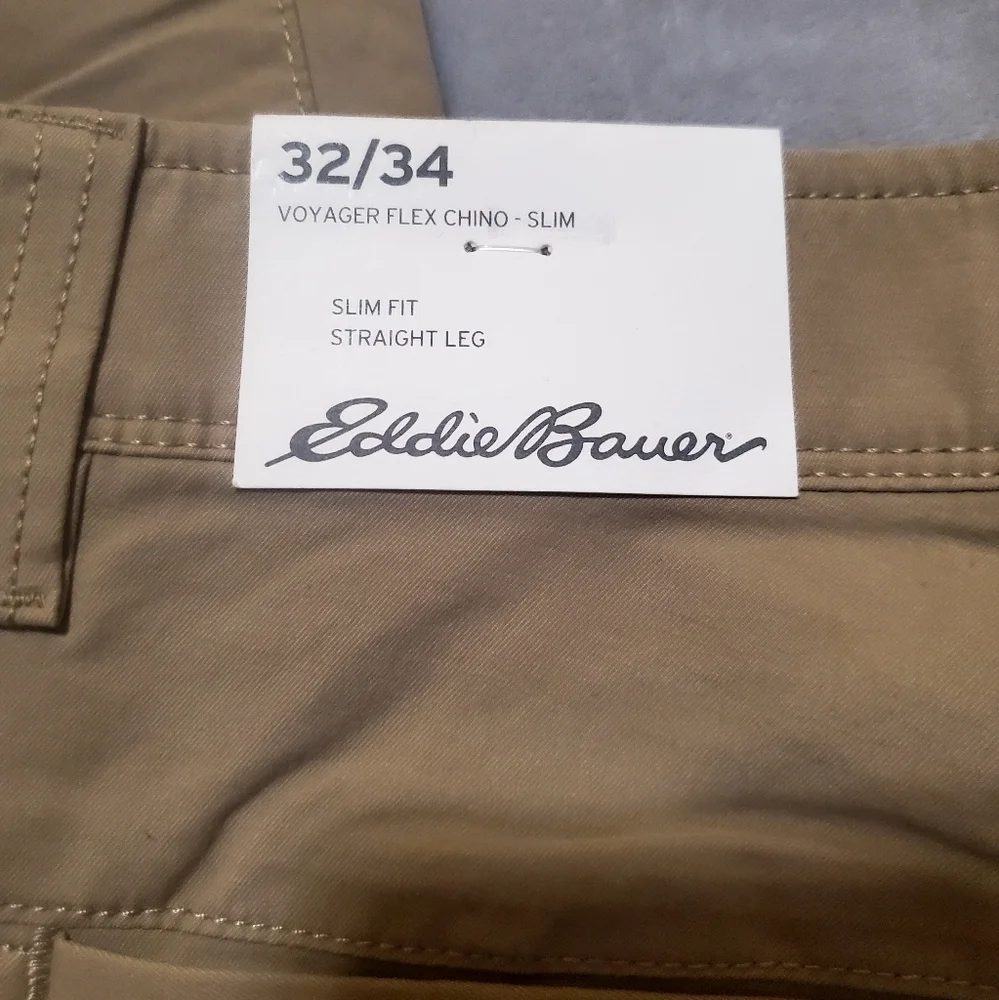 32/34
VOYAGER FLEX CHINO - SLIM
SLIM FIT
STRAIGHT LEG
Eddie Bauer®